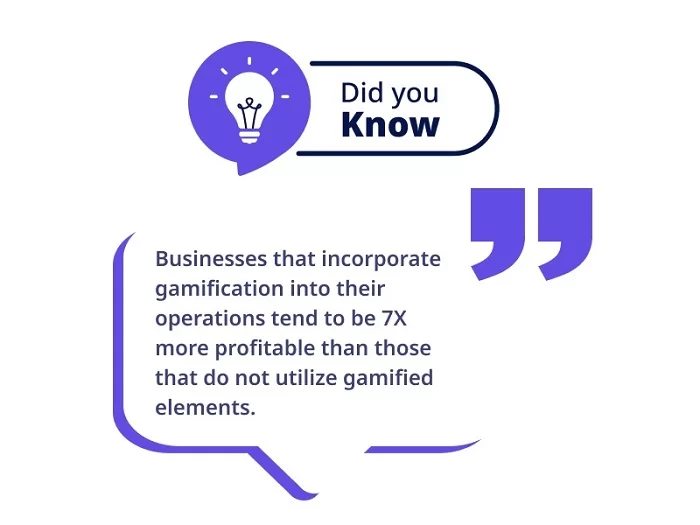 Did you
Know
Businesses that incorporate
gamification into their
operations tend to be 7X
more profitable than those
that do not utilize gamified
elements.